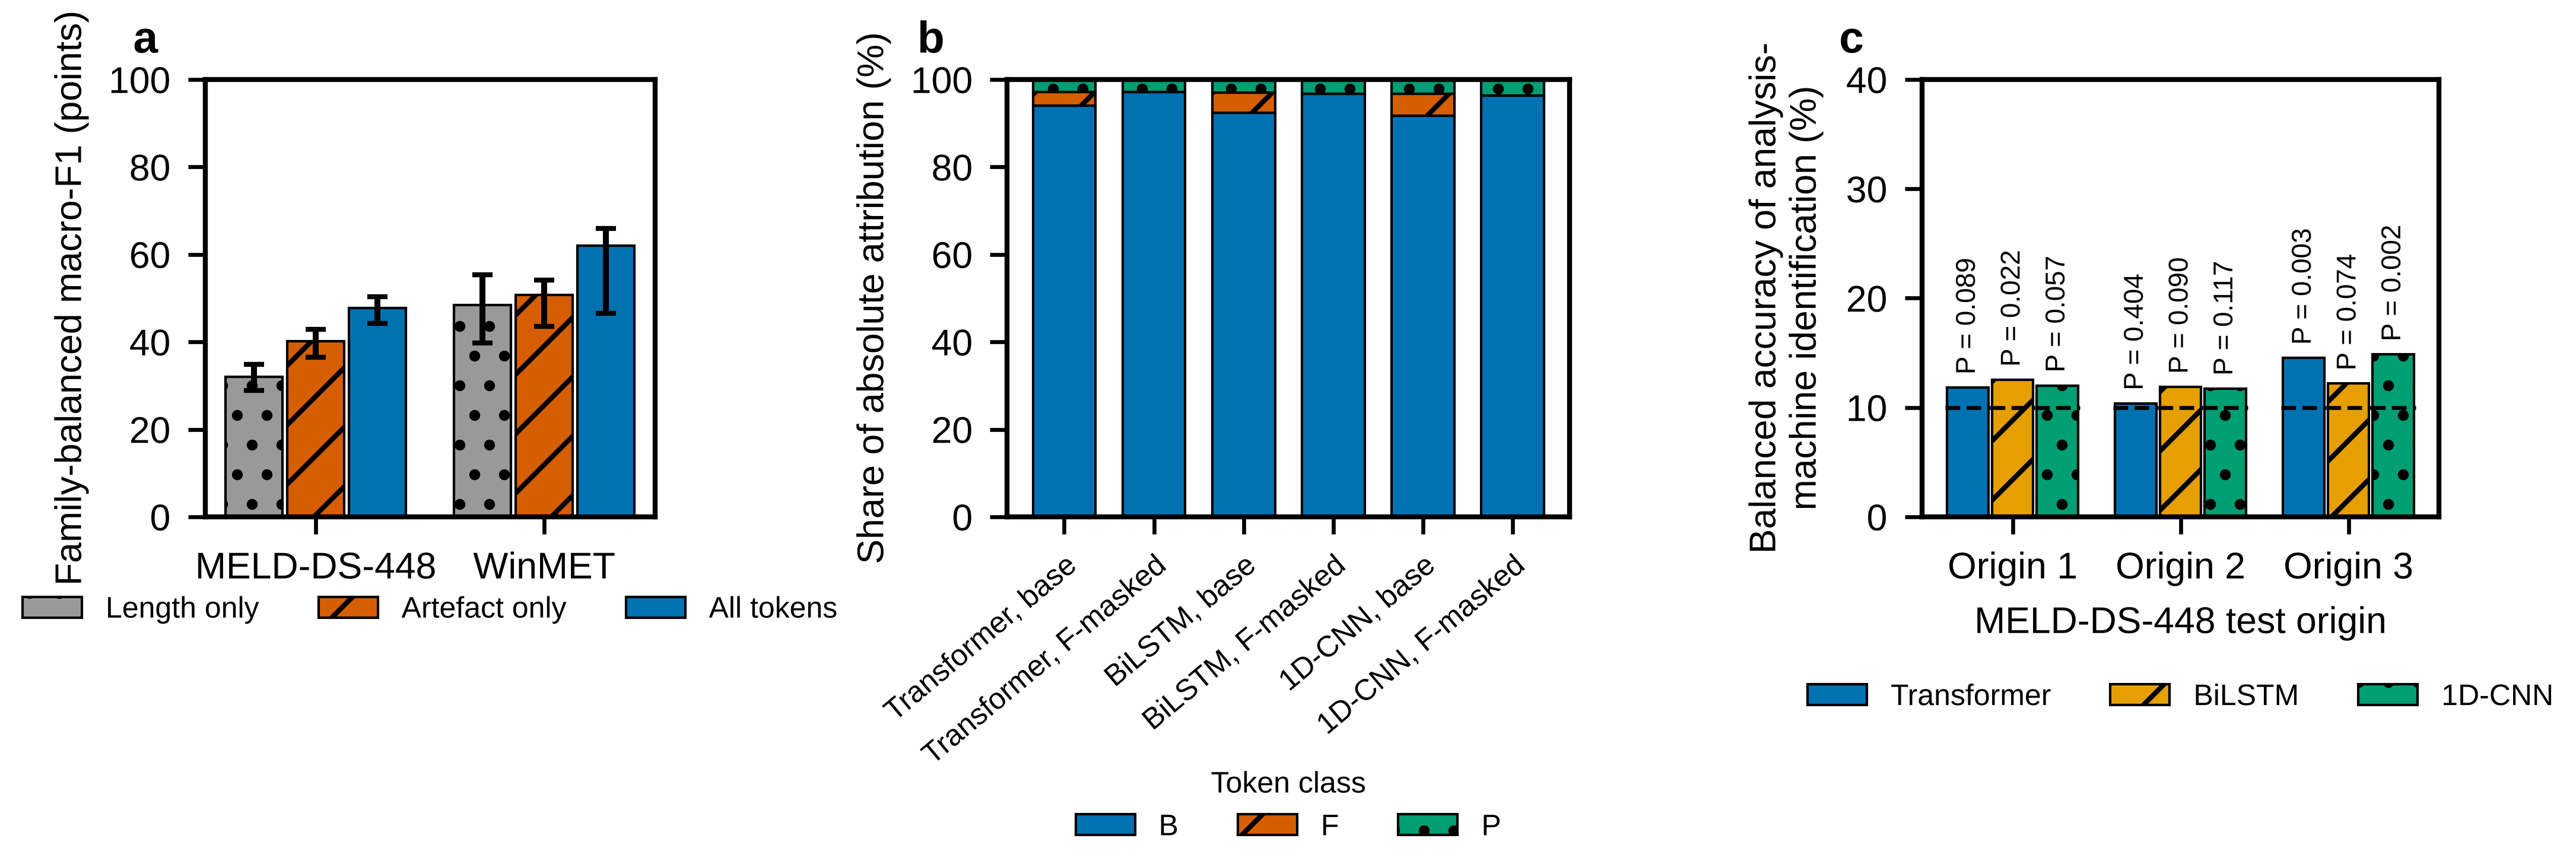 a
Family-balanced macro-F1 (points)
100
80
60
40
20
0
MELD-DS-448
WinMET
Length only
Artefact only
All tokens
b
Share of absolute attribution (%)
100
80
60
40
20
0
Transformer, base
Transformer, F-masked
BiLSTM, base
BiLSTM, F-masked
1D-CNN, base
1D-CNN, F-masked
Token class
B
F
P
c
Balanced accuracy of analysis-
machine identification (%)
40
30
20
10
0
P = 0.089
P = 0.022
P = 0.057
P = 0.404
P = 0.090
P = 0.117
P = 0.003
P = 0.074
P = 0.002
Origin 1
Origin 2
Origin 3
MELD-DS-448 test origin
Transformer
BiLSTM
1D-CNN